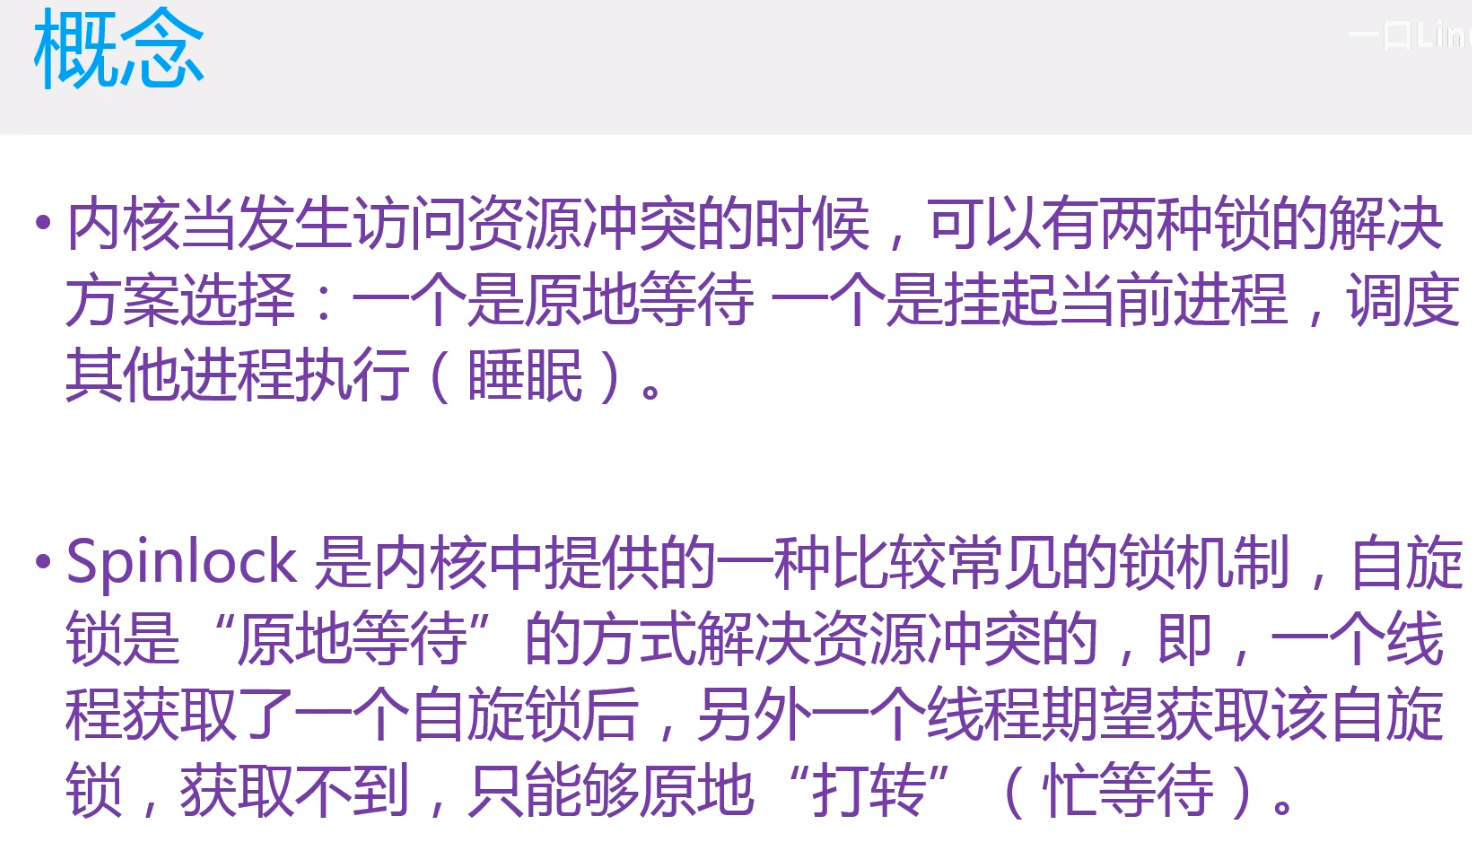 概念
一口Lin
• 内核当发生访问资源冲突的时候，可以有两种锁的解决
方案选择：一个是原地等待 一个是挂起当前进程，调度
其他进程执行（睡眠）。
• Spinlock 是内核中提供的一种比较常见的锁机制，自旋
锁是“原地等待”的方式解决资源冲突的，即，一个线
程获取了一个自旋锁后，另外一个线程期望获取该自旋
锁，获取不到，只能够原地“打转”（忙等待）。